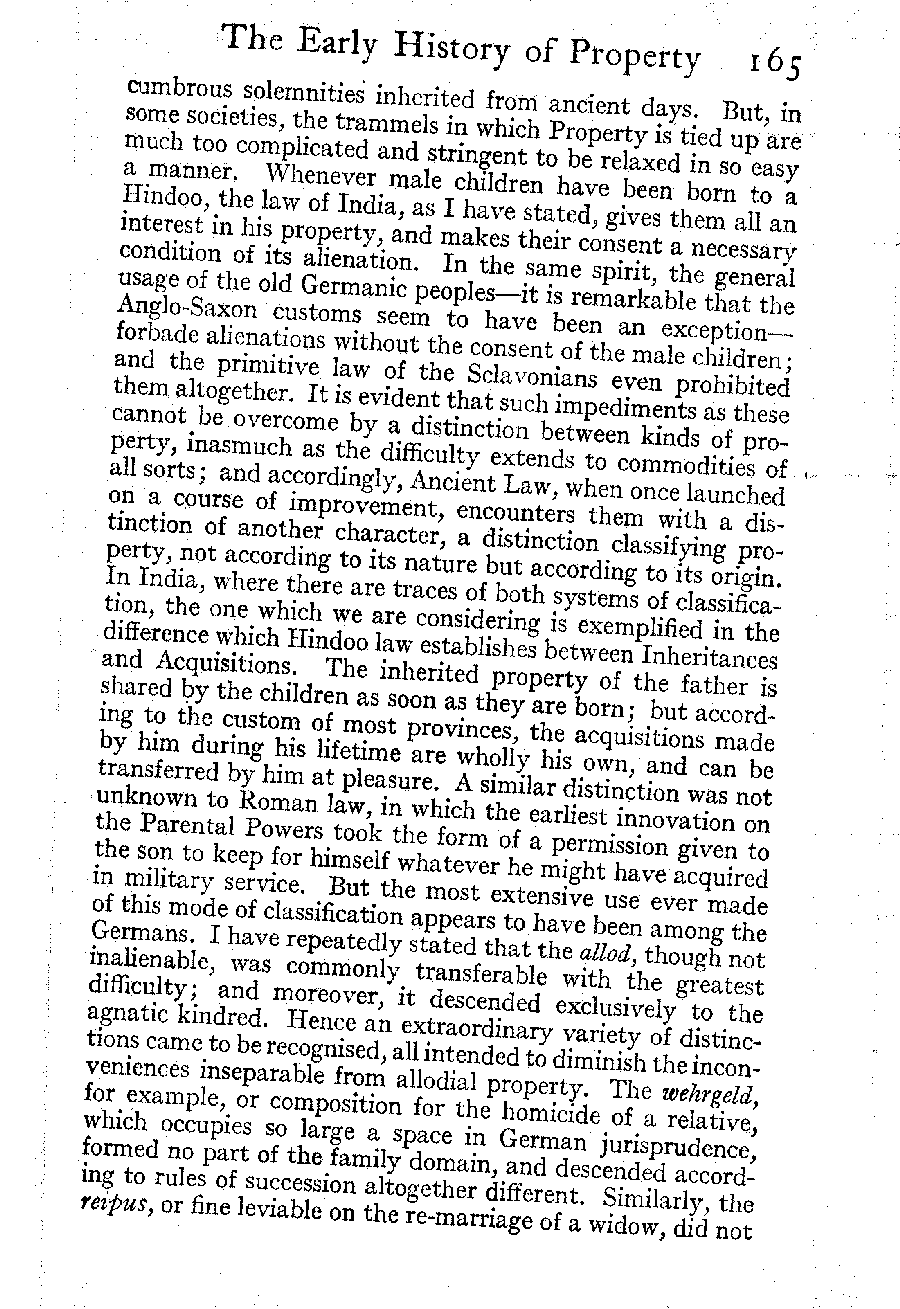 The Early History of Property 165
cumbrous solemnities inherited from ancient days. But, in
some societies, the trammels in which Property is tied up are
much too complicated and stringent to be relaxed in so easy
a manner. Whenever male children have been born to a
Hindoo, the law of India, as I have stated, gives them all an
interest in his property, and makes their consent a necessary
condition of its alienation. In the same spirit, the general
usage of the old Germanic peoples—it is remarkable that the
Anglo-Saxon customs seem to have been an exception—
forbade alienations without the consent of the male children;
and the primitive law of the Sclavonians even prohibited
them altogether. It is evident that such impediments as these
cannot be overcome by a distinction between kinds of pro-
perty, inasmuch as the difficulty extends to commodities of
all sorts; and accordingly, Ancient Law, when once launched
on a course of improvement, encounters them with a dis-
tinction of another character, a distinction classifying pro-
perty, not according to its nature but according to its origin.
In India, where there are traces of both systems of classifica-
tion, the one which we are considering is exemplified in the
difference which Hindoo law establishes between Inheritances
and Acquisitions. The inherited property of the father is
shared by the children as soon as they are born; but accord-
ing to the custom of most provinces, the acquisitions made
by him during his lifetime are wholly his own, and can be
transferred by him at pleasure. A similar distinction was not
unknown to Roman law, in which the earliest innovation on
the Parental Powers took the form of a permission given to
the son to keep for himself whatever he might have acquired
in military service. But the most extensive use ever made
of this mode of classification appears to have been among the
Germans. I have repeatedly stated that the allod, though not
inalienable, was commonly transferable with the greatest
difficulty; and moreover, it descended exclusively to the
agnatic kindred. Hence an extraordinary variety of distinc-
tions came to be recognised, all intended to diminish the incon-
veniences inseparable from allodial property. The wehrgeld,
for example, or composition for the homicide of a relative,
which occupies so large a space in German jurisprudence,
formed no part of the family domain, and descended accord-
ing to rules of succession altogether different. Similarly, the
reipus, or fine leviable on the re-marriage of a widow, did not